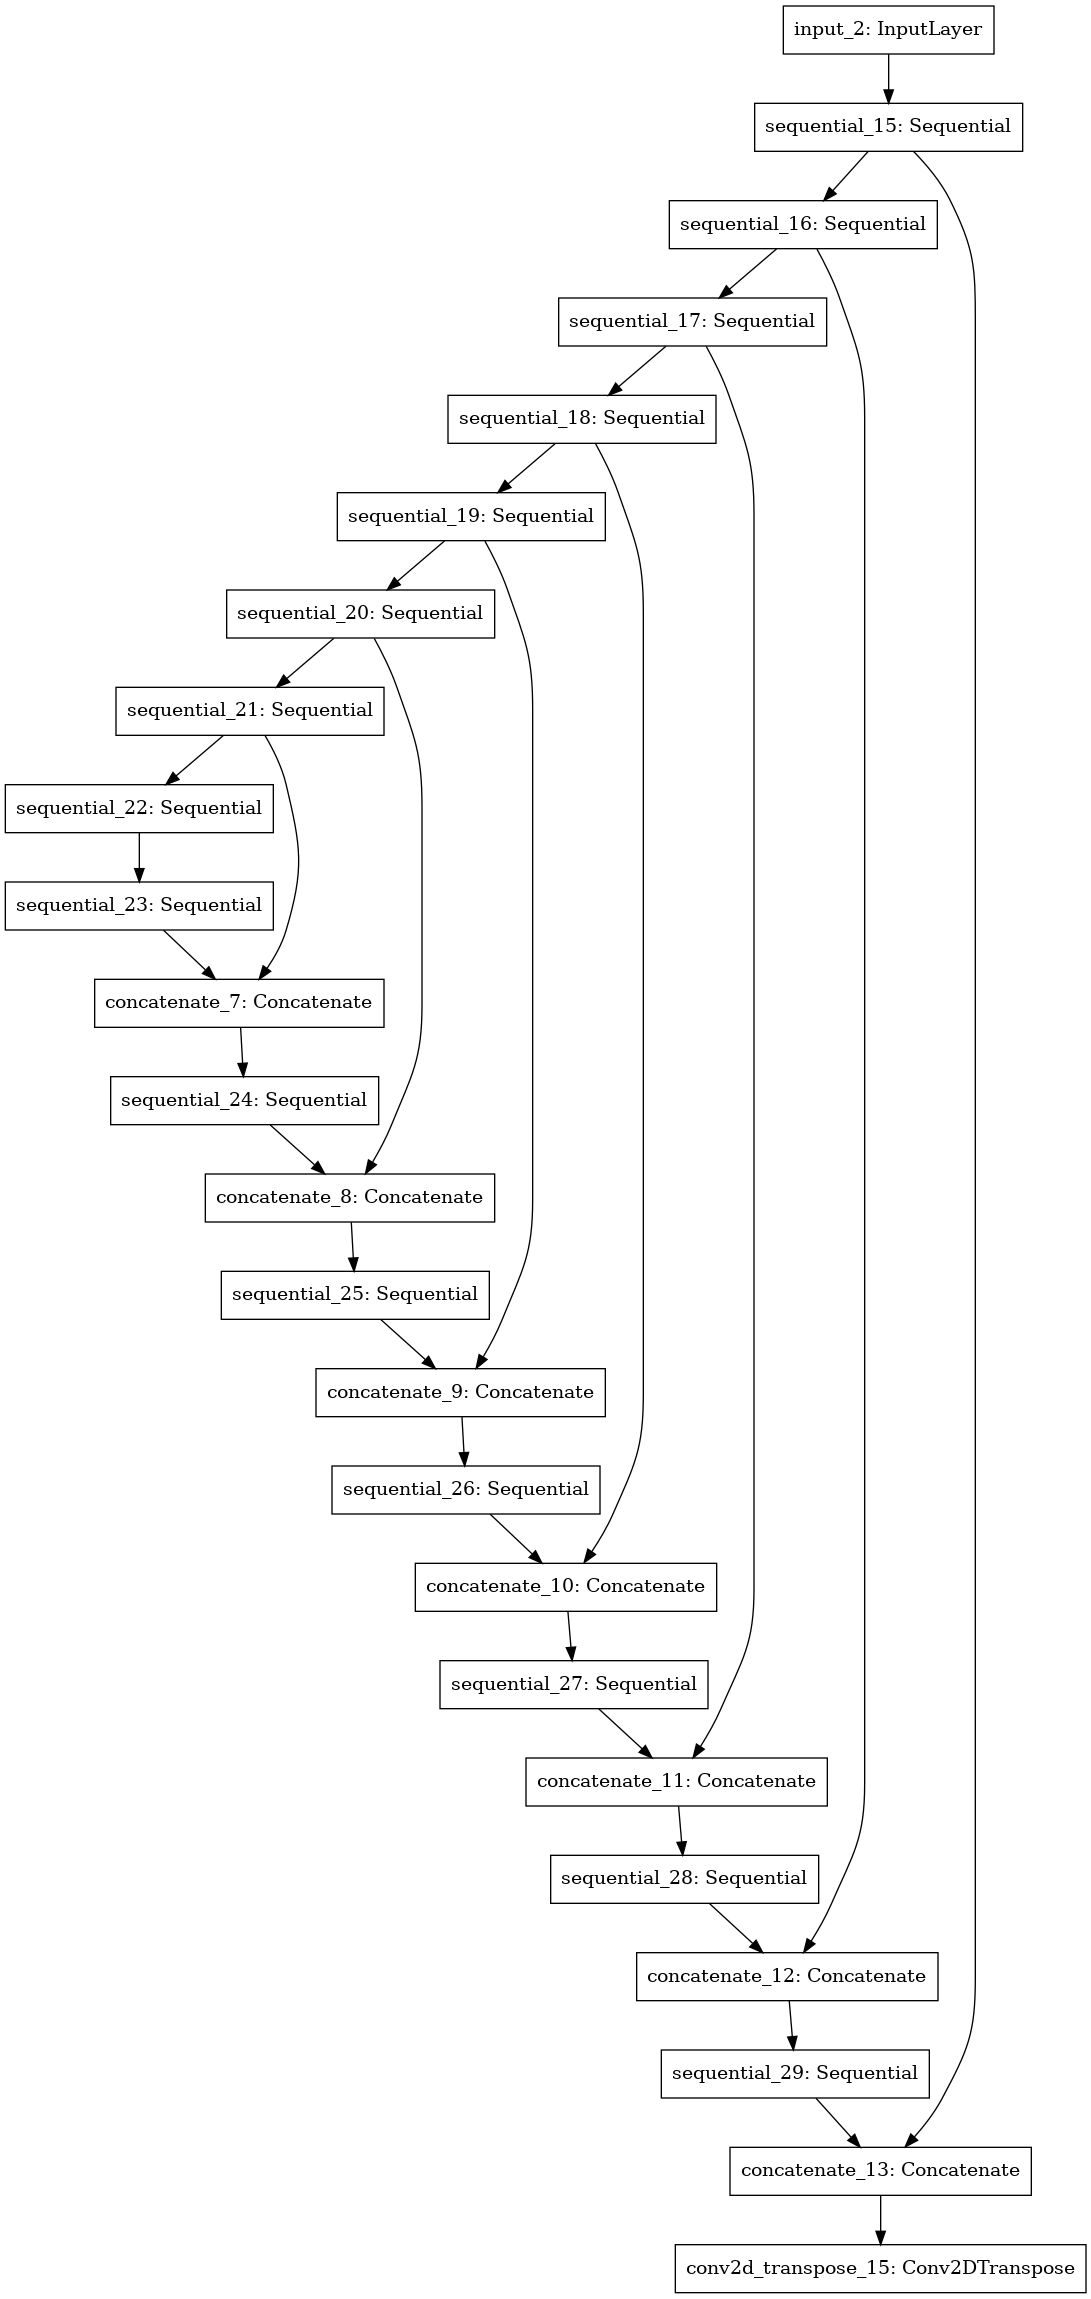 input_2: InputLayer
sequential_15: Sequential
sequential_16: Sequential
sequential_17: Sequential
sequential_18: Sequential
sequential_19: Sequential
sequential_20: Sequential
sequential_21: Sequential
sequential_22: Sequential
sequential_23: Sequential
concatenate_7: Concatenate
sequential_24: Sequential
concatenate_8: Concatenate
sequential_25: Sequential
concatenate_9: Concatenate
sequential_26: Sequential
concatenate_10: Concatenate
sequential_27: Sequential
concatenate_11: Concatenate
sequential_28: Sequential
concatenate_12: Concatenate
sequential_29: Sequential
concatenate_13: Concatenate
conv2d_transpose_15: Conv2DTranspose